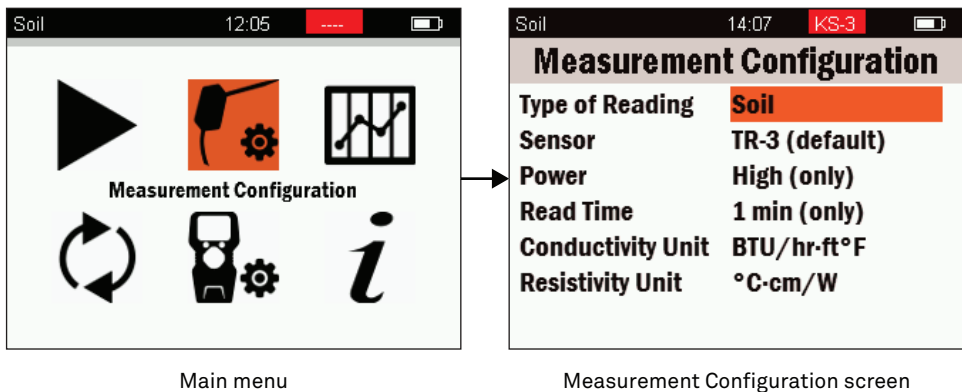 Soil 12:05 ----
Measurement Configuration
Main menu
Soil 14:07 KS-3
Measurement Configuration
Type of Reading Soil
Sensor TR-3 (default)
Power High (only)
Read Time 1 min (only)
Conductivity Unit BTU/hr·ft°F
Resistivity Unit °C·cm/W
Measurement Configuration screen